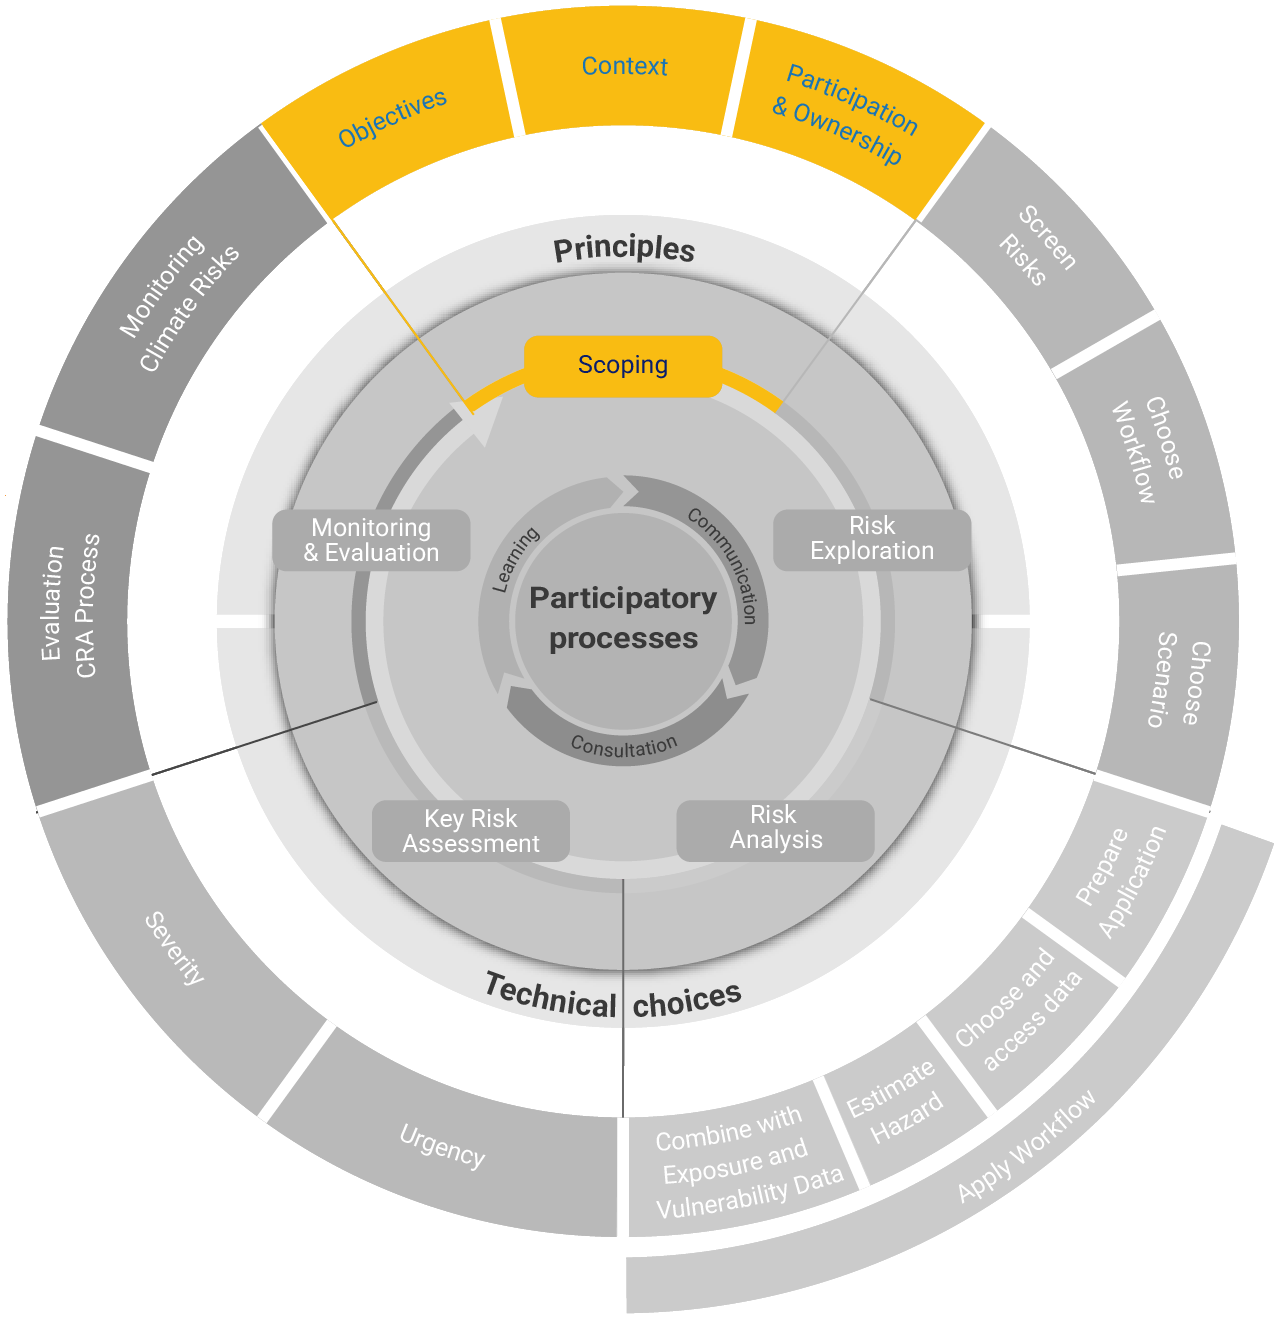 Objectives
Context
Participation
& Ownership
Screen
Risks
Choose
Workflow
Choose
Scenario
Prepare
Application
Choose and
access data
Estimate
Hazard
Combine with
Exposure and
Vulnerability Data
Apply Workflow
Urgency
Severity
Evaluation
CRA Process
Monitoring
Climate Risks
Principles
Scoping
Risk
Exploration
Risk
Analysis
Key Risk
Assessment
Monitoring
& Evaluation
Technical choices
Learning
Communication
Consultation
Participatory
processes